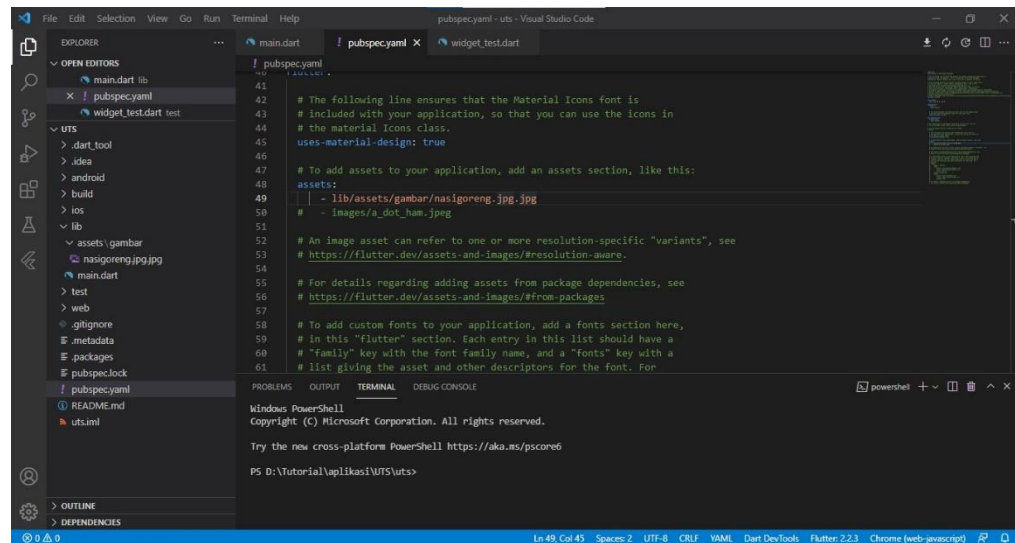 File Edit Selection View Go Run Terminal Help pubspec.yaml - uts - Visual Studio Code
EXPLORER
OPEN EDITORS
main.dart lib
pubspec.yaml
widget_test.dart test
UTS
.dart_tool
.idea
android
build
ios
lib
assets\gambar
nasigoreng.jpg.jpg
main.dart
test
web
.gitignore
.metadata
.packages
pubspec.lock
pubspec.yaml
README.md
uts.iml
OUTLINE
DEPENDENCIES
main.dart ! pubspec.yaml widget_test.dart
! pubspec.yaml
40 flutter:
41
42 # The following line ensures that the Material Icons font is
43 # included with your application, so that you can use the icons in
44 # the material Icons class.
45 uses-material-design: true
46
47 # To add assets to your application, add an assets section, like this:
48 assets:
49 - lib/assets/gambar/nasigoreng.jpg.jpg
50 # - images/a_dot_ham.jpeg
51
52 # An image asset can refer to one or more resolution-specific "variants", see
53 # https://flutter.dev/assets-and-images/#resolution-aware.
54
55 # For details regarding adding assets from package dependencies, see
56 # https://flutter.dev/assets-and-images/#from-packages
57
58 # To add custom fonts to your application, add a fonts section here,
59 # in this "flutter" section. Each entry in this list should have a
60 # "family" key with the font family name, and a "fonts" key with a
61 # list giving the asset and other descriptors for the font. For
PROBLEMS OUTPUT TERMINAL DEBUG CONSOLE powershell
Windows PowerShell
Copyright (C) Microsoft Corporation. All rights reserved.
Try the new cross-platform PowerShell https://aka.ms/pscore6
PS D:\Tutorial\aplikasi\UTS\uts>
0 0 Ln 49, Col 45 Spaces: 2 UTF-8 CRLF YAML Dart DevTools Flutter: 2.2.3 Chrome (web-javascript)